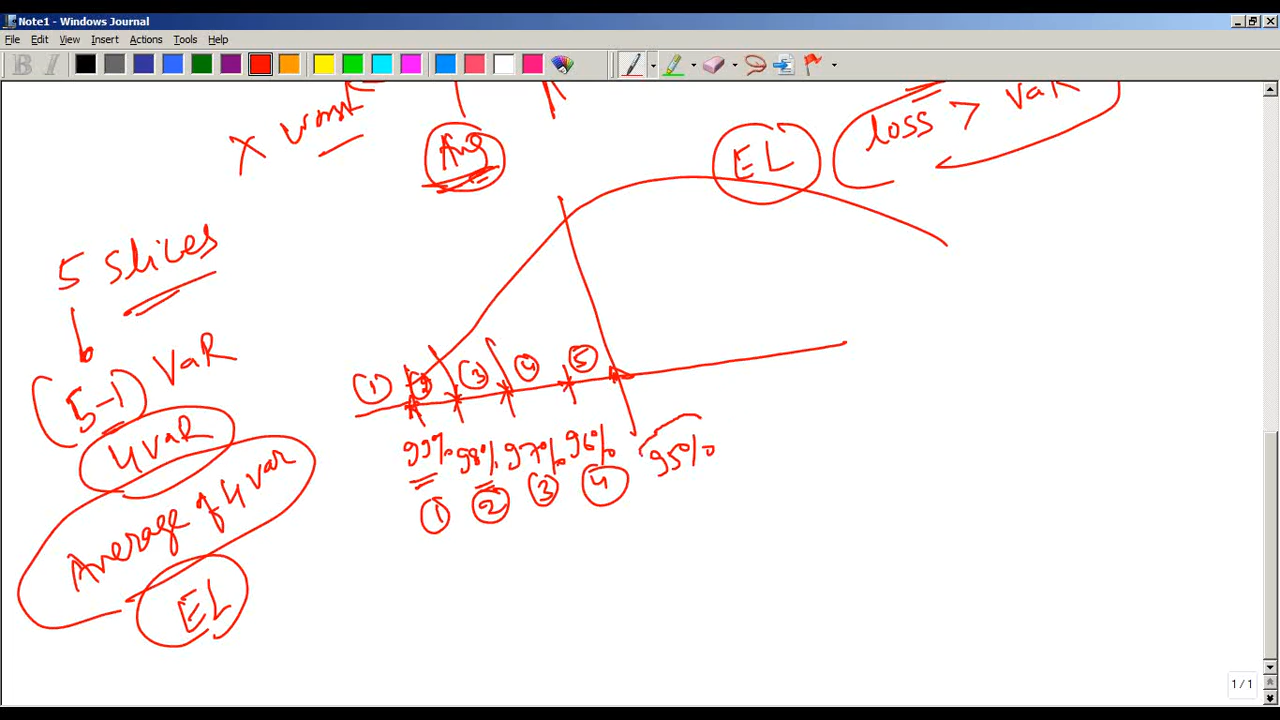 Note1 - Windows Journal
File Edit View Insert Actions Tools Help
B I
X worst
Avg
EL
loss > VaR
5 slices
(5-1) VaR
4 VaR
Average of 4 var
EL
① ② ③ ④ ⑤
99% 98% 97% 96% 95%
① ② ③ ④
1 / 1